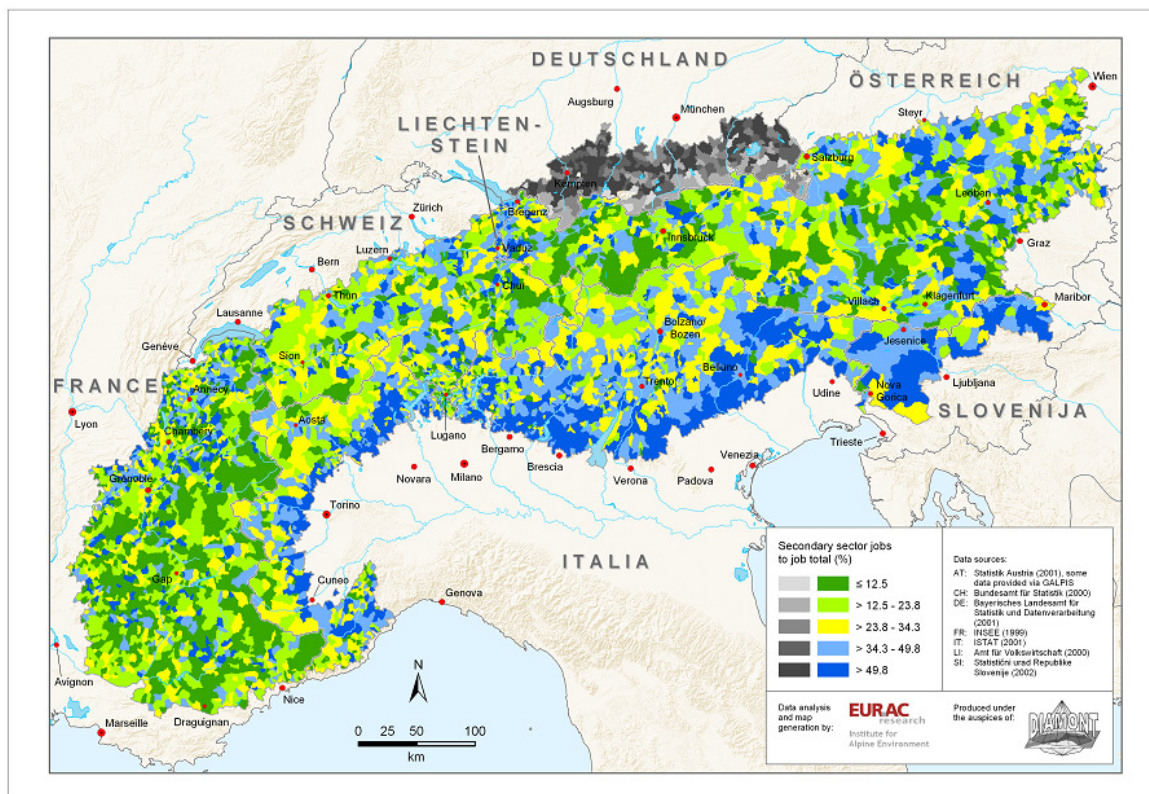 DEUTSCHLAND
ÖSTERREICH
Wien
Augsburg
München
Steyr
LIECHTEN-
STEIN
Salzburg
Kempten
Leoben
Bregenz
Zürich
SCHWEIZ
Innsbruck
Graz
Vaduz
Luzern
Bern
Chur
Thun
Villach
Klagenfurt
Maribor
Lausanne
Bolzano/
Bozen
Jesenice
Genève
Sion
FRANCE
Annecy
Trento
Belluno
Udine
Nova
Gorica
Ljubljana
SLOVENIJA
Lyon
Aosta
Chambéry
Lugano
Trieste
Bergamo
Brescia
Venezia
Novara
Milano
Verona
Padova
Grenoble
Torino
ITALIA
Gap
Cuneo
Genova
Avignon
Nice
Marseille
Draguignan
N
0 25 50 100
km
Secondary sector jobs
to job total (%)
≤ 12.5
> 12.5 - 23.8
> 23.8 - 34.3
> 34.3 - 49.8
> 49.8
Data sources:
AT: Statistik Austria (2001), some
data provided via GALPIS
CH: Bundesamt für Statistik (2000)
DE: Bayerisches Landesamt für
Statistik und Datenverarbeitung
(2001)
FR: INSEE (1999)
IT: ISTAT (2001)
LI: Amt für Volkswirtschaft (2000)
SI: Statistični urad Republike
Slovenije (2002)
Data analysis
and map
generation by:
EURAC
research
Institute for
Alpine Environment
Produced under
the auspices of:
DIAMONT